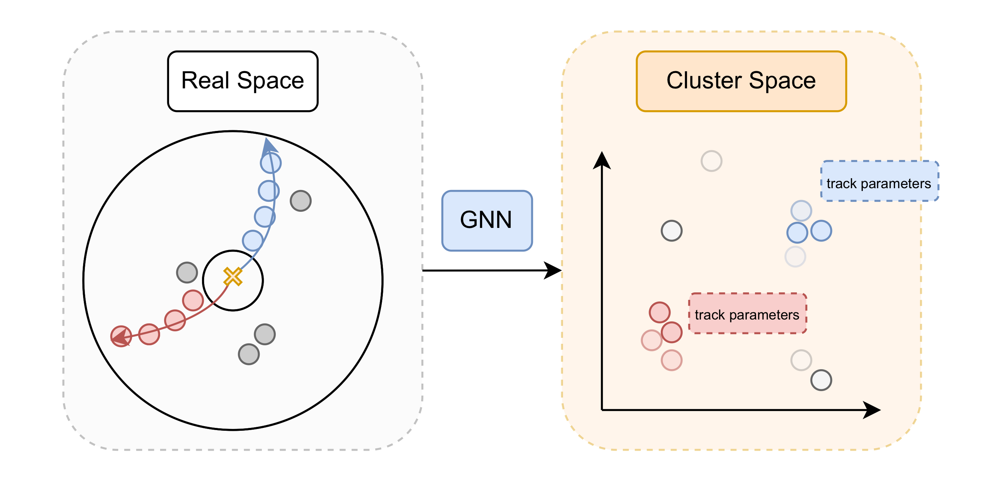 Real Space
GNN
Cluster Space
track parameters
track parameters